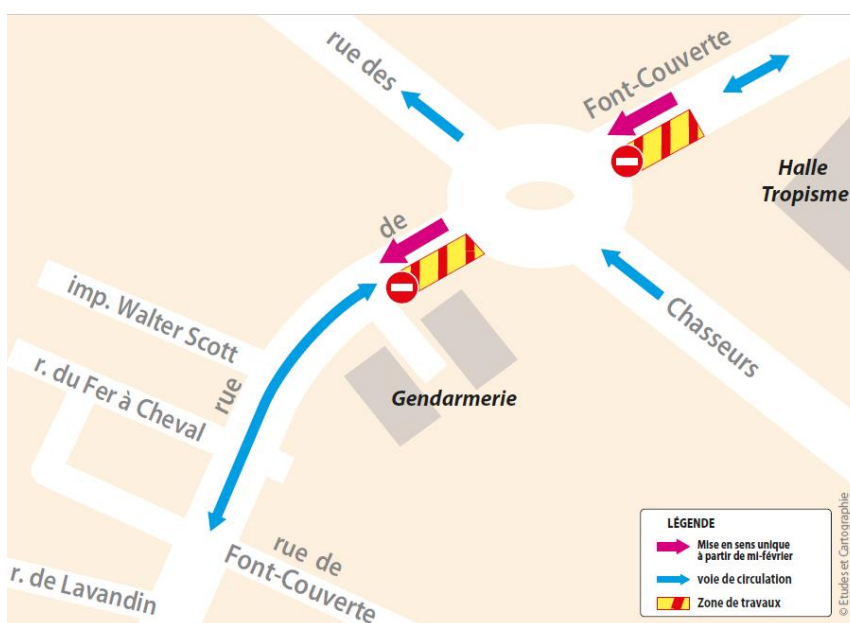 rue des
Font-Couverte
Halle
Tropisme
de
imp. Walter Scott
Chasseurs
r. du Fer à Cheval
rue
Gendarmerie
rue de
Font-Couverte
r. de Lavandin
LÉGENDE
Mise en sens unique
à partir de mi-février
voie de circulation
Zone de travaux
© Etudes et Cartographie